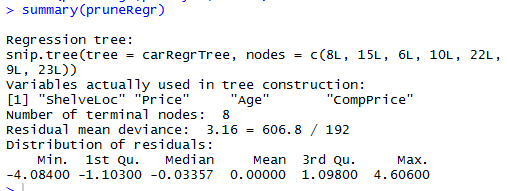 > summary(pruneRegr)
Regression tree:
snip.tree(tree = carRegrTree, nodes = c(8L, 15L, 6L, 10L, 22L,
9L, 23L))
Variables actually used in tree construction:
[1] "ShelveLoc" "Price"     "Age"       "CompPrice"
Number of terminal nodes:  8
Residual mean deviance:  3.16 = 606.8 / 192
Distribution of residuals:
    Min.  1st Qu.   Median     Mean  3rd Qu.     Max.
-4.08400 -1.10300 -0.03357  0.00000  1.09800  4.60600
>